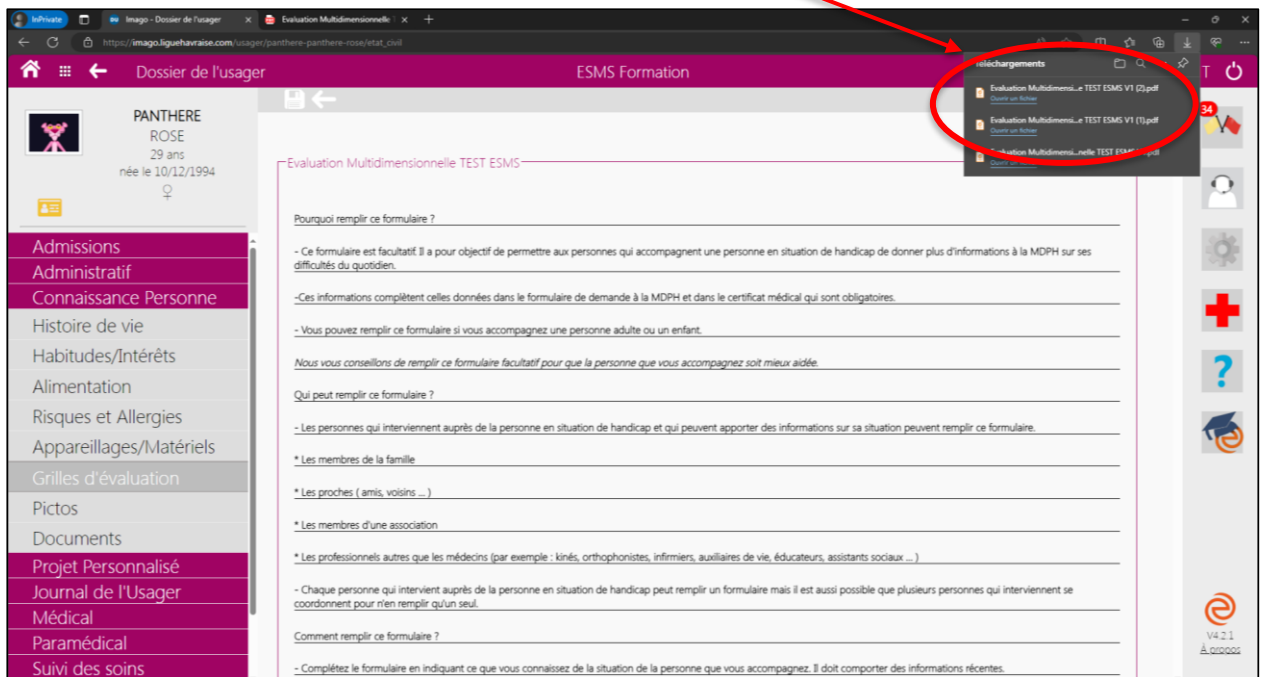 InPrivate
Imago - Dossier de l'usager
Evaluation Multidimensionnelle
https://imago.liguehavraise.com/usager/panthere-panthere-rose/etat_civil
Dossier de l'usager
ESMS Formation
T
Téléchargements
Evaluation Multidimensi...e TEST ESMS V1 (2).pdf
Ouvrir un fichier
Evaluation Multidimensi...e TEST ESMS V1 (1).pdf
Ouvrir un fichier
Evaluation Multidimensi...nelle TEST ESMS
.pdf
Ouvrir un fichier
PANTHERE
ROSE
29 ans
née le 10/12/1994
34
Admissions
Administratif
Connaissance Personne
Histoire de vie
Habitudes/Intérêts
Alimentation
Risques et Allergies
Appareillages/Matériels
Grilles d'évaluation
Pictos
Documents
Projet Personnalisé
Journal de l'Usager
Médical
Paramédical
Suivi des soins
Evaluation Multidimensionnelle TEST ESMS
Pourquoi remplir ce formulaire ?
- Ce formulaire est facultatif. Il a pour objectif de permettre aux personnes qui accompagnent une personne en situation de handicap de donner plus d'informations à la MDPH sur ses
difficultés du quotidien.
-Ces informations complètent celles données dans le formulaire de demande à la MDPH et dans le certificat médical qui sont obligatoires.
- Vous pouvez remplir ce formulaire si vous accompagnez une personne adulte ou un enfant.
Nous vous conseillons de remplir ce formulaire facultatif pour que la personne que vous accompagnez soit mieux aidée.
Qui peut remplir ce formulaire ?
- Les personnes qui interviennent auprès de la personne en situation de handicap et qui peuvent apporter des informations sur sa situation peuvent remplir ce formulaire.
* Les membres de la famille
* Les proches ( amis, voisins ... )
* Les membres d'une association
* Les professionnels autres que les médecins (par exemple : kinés, orthophonistes, infirmiers, auxiliaires de vie, éducateurs, assistants sociaux ... )
- Chaque personne qui intervient auprès de la personne en situation de handicap peut remplir un formulaire mais il est aussi possible que plusieurs personnes qui interviennent se
coordonnent pour n'en remplir qu'un seul.
Comment remplir ce formulaire ?
- Complétez le formulaire en indiquant ce que vous connaissez de la situation de la personne que vous accompagnez. Il doit comporter des informations récentes.
V4.2.1
À propos